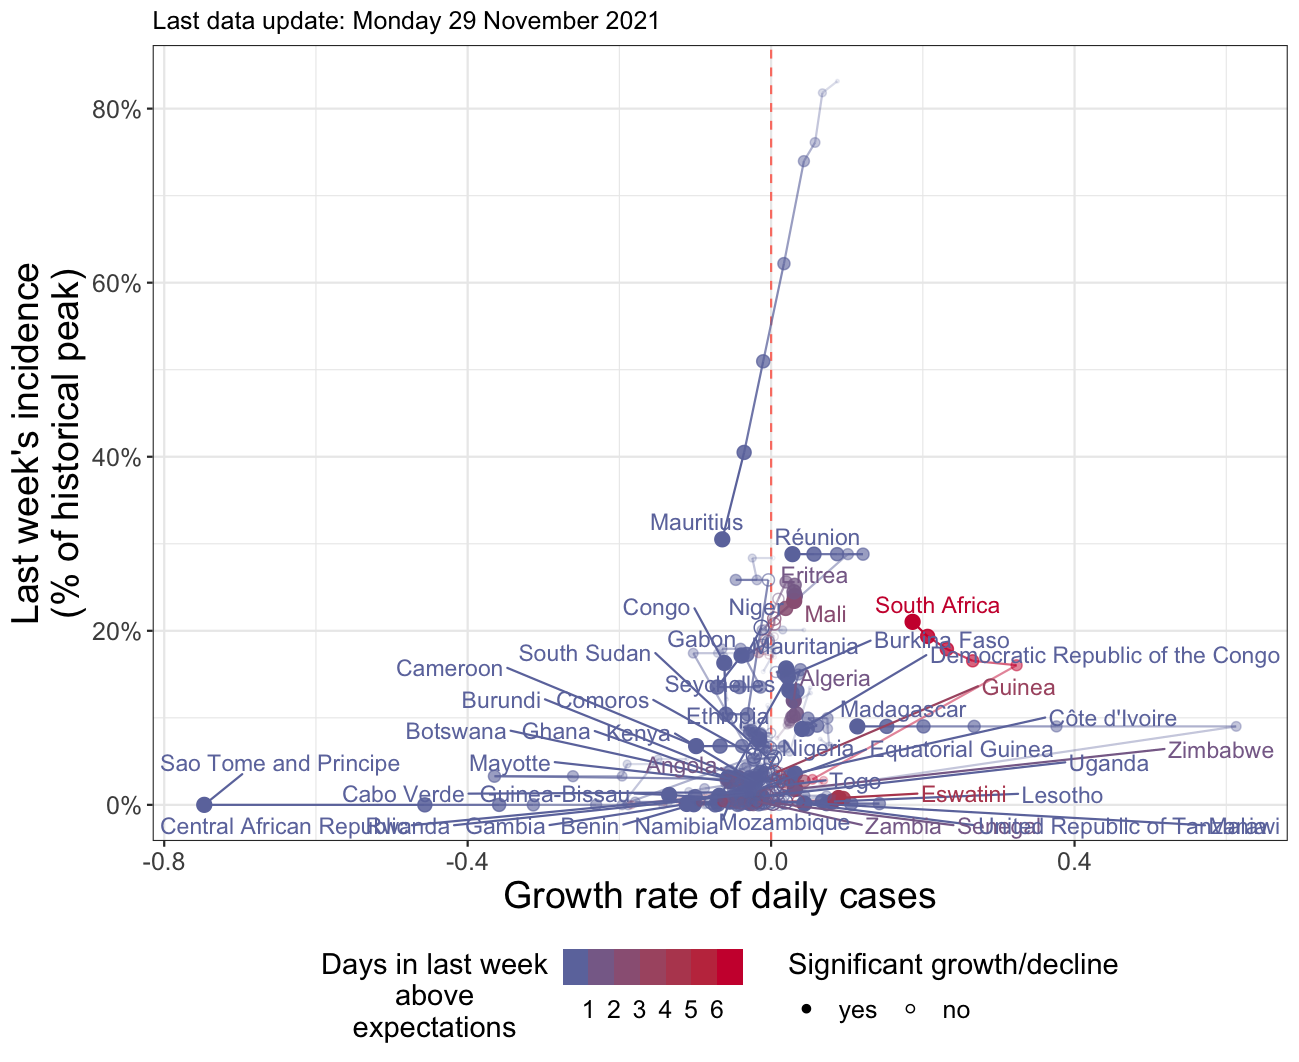 Last data update: Monday 29 November 2021
Last week's incidence
(% of historical peak)
80%
60%
40%
20%
0%
Mauritius
Réunion
Eritrea
Niger
Mali
South Africa
Congo
Gabon
Mauritania
Burkina Faso
South Sudan
Democratic Republic of the Congo
Cameroon
Seychelles
Algeria
Guinea
Burundi
Comoros
Ethiopia
Madagascar
Côte d'Ivoire
Botswana
Ghana
Kenya
Nigeria
Equatorial Guinea
Zimbabwe
Sao Tome and Principe
Mayotte
Angola
Togo
Uganda
Cabo Verde
Guinea-Bissau
Eswatini
Lesotho
Central African Republic
Rwanda
Gambia
Benin
Namibia
Mozambique
Zambia
Senegal
United Republic of Tanzania
Malawi
-0.8
-0.4
0.0
0.4
Growth rate of daily cases
Days in last week
above
expectations
1 2 3 4 5 6
Significant growth/decline
yes
no